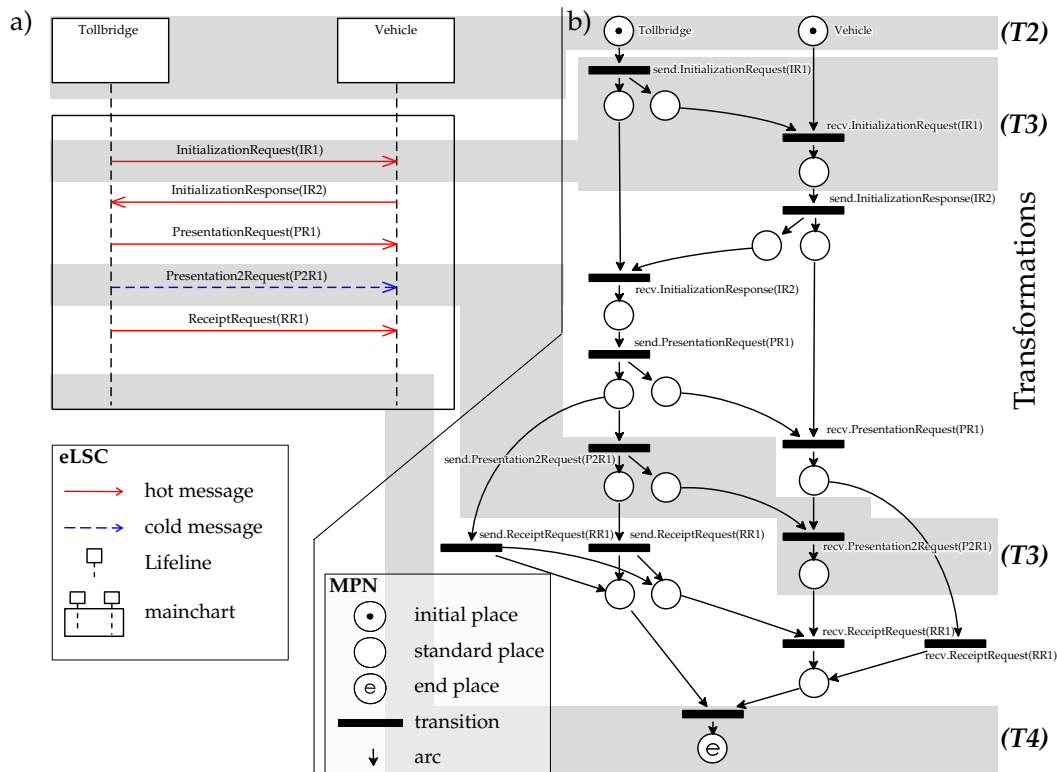 a)
Tollbridge
Vehicle
InitializationRequest(IR1)
InitializationResponse(IR2)
PresentationRequest(PR1)
Presentation2Request(P2R1)
ReceiptRequest(RR1)
eLSC
hot message
cold message
Lifeline
mainchart
b)
Tollbridge
Vehicle
(T2)
send.InitializationRequest(IR1)
recv.InitializationRequest(IR1)
(T3)
send.InitializationResponse(IR2)
recv.InitializationResponse(IR2)
Transformations
send.PresentationRequest(PR1)
recv.PresentationRequest(PR1)
send.Presentation2Request(P2R1)
send.ReceiptRequest(RR1)
send.ReceiptRequest(RR1)
recv.Presentation2Request(P2R1)
(T3)
recv.ReceiptRequest(RR1)
recv.ReceiptRequest(RR1)
e
(T4)
MPN
initial place
standard place
e
end place
transition
arc